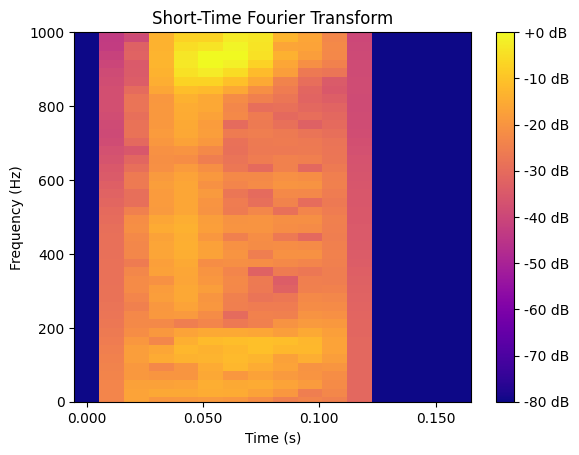 Short-Time Fourier Transform
1000
800
600
400
200
0
Frequency (Hz)
0.000
0.050
0.100
0.150
Time (s)
+0 dB
-10 dB
-20 dB
-30 dB
-40 dB
-50 dB
-60 dB
-70 dB
-80 dB